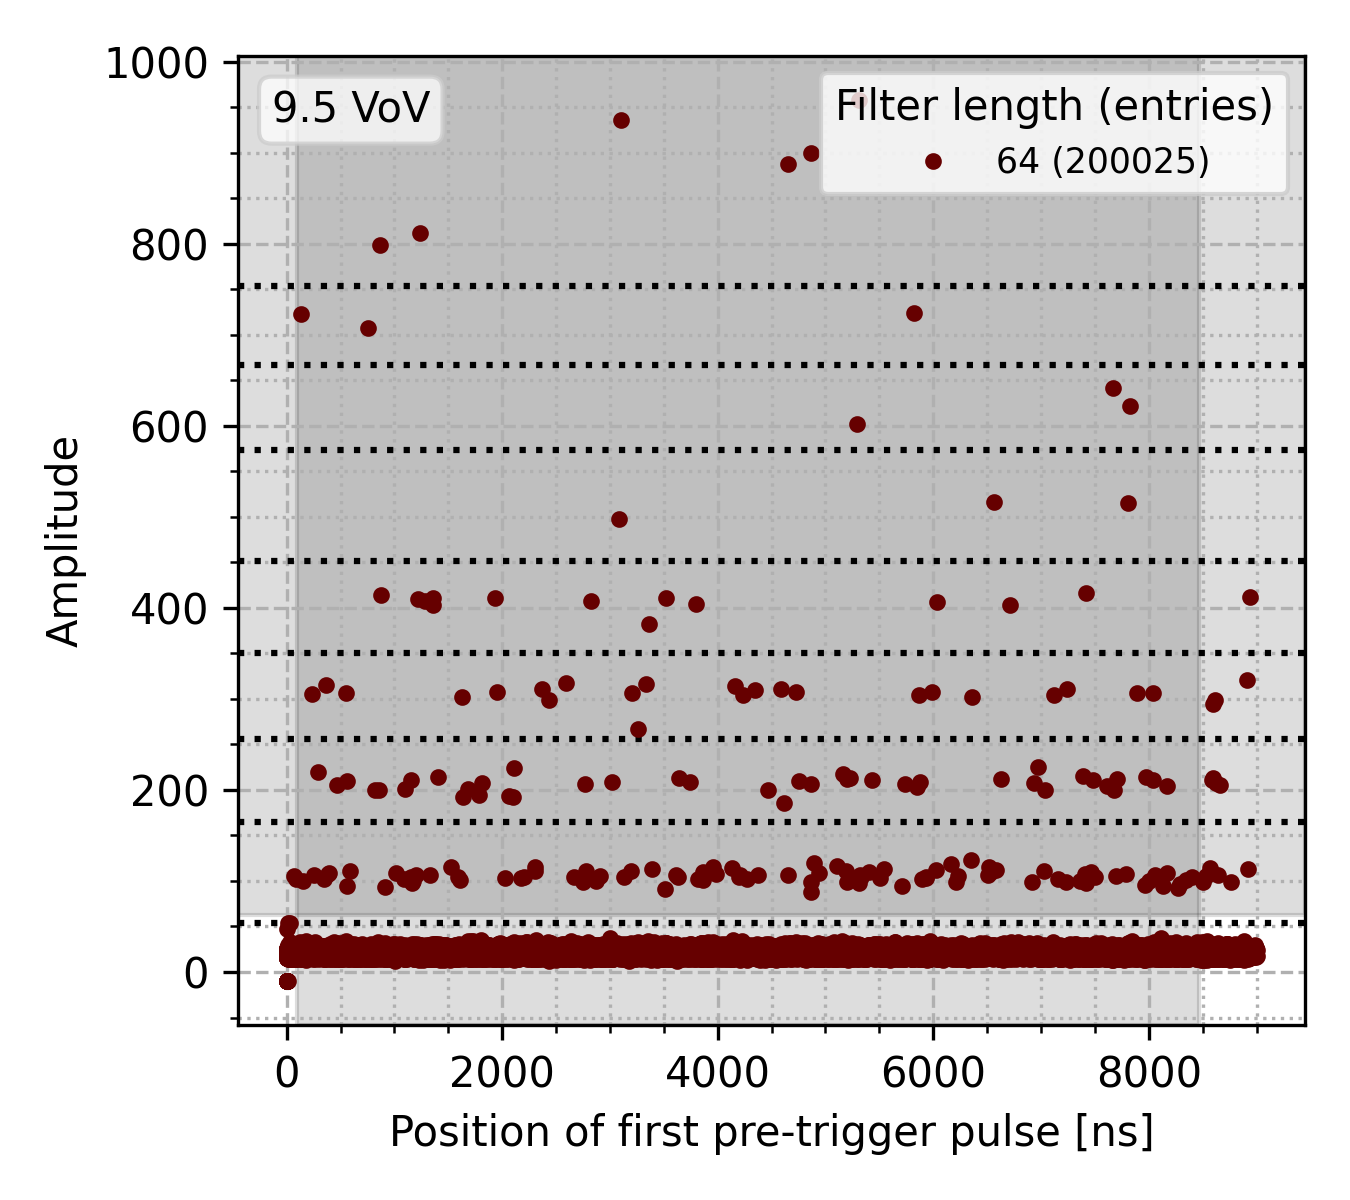 1000
800
600
400
200
0
Amplitude
9.5 VoV
Filter length (entries)
64 (200025)
0 2000 4000 6000 8000
Position of first pre-trigger pulse [ns]